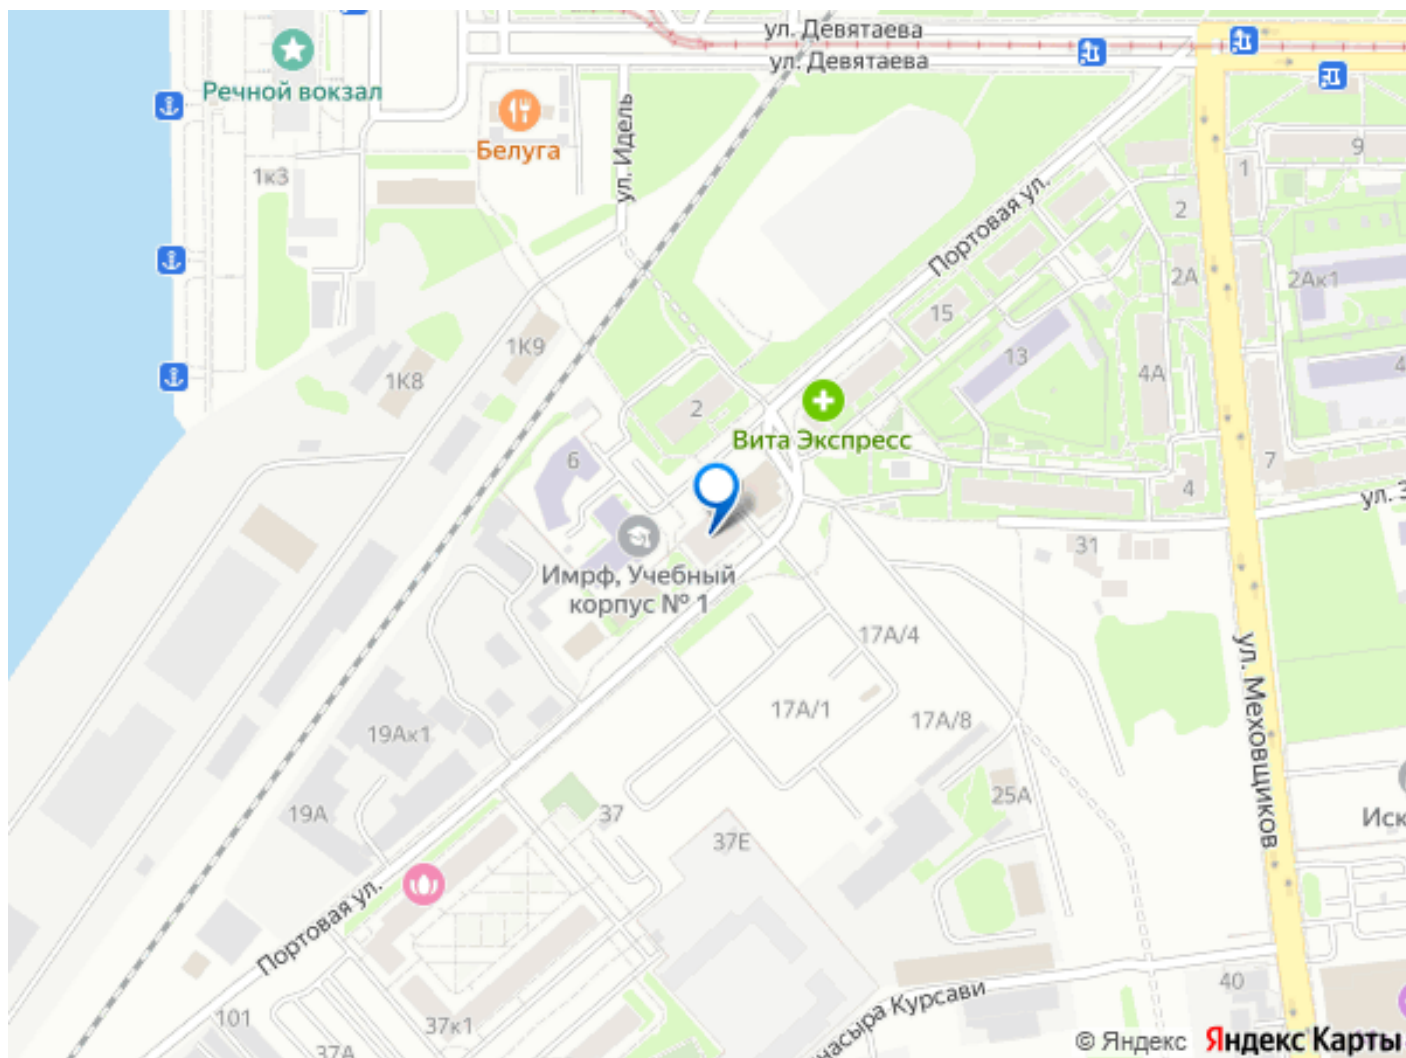 ул. Девятаева
ул. Девятаева
Речной вокзал
Белуга
ул. Идель
1к3
9
1
2
Портовая ул.
2А
2Ак1
15
1К9
13
1К8
4А
4
2
Вита Экспресс
6
7
4
ул. З
31
Имрф, Учебный
корпус № 1
17А/4
ул. Меховщиков
17А/1
17А/8
19Ак1
25А
19А
37
Иск
37Е
Портовая ул.
40
насыра Курсави
101
37к1
37А
© Яндекс Яндекс Карты